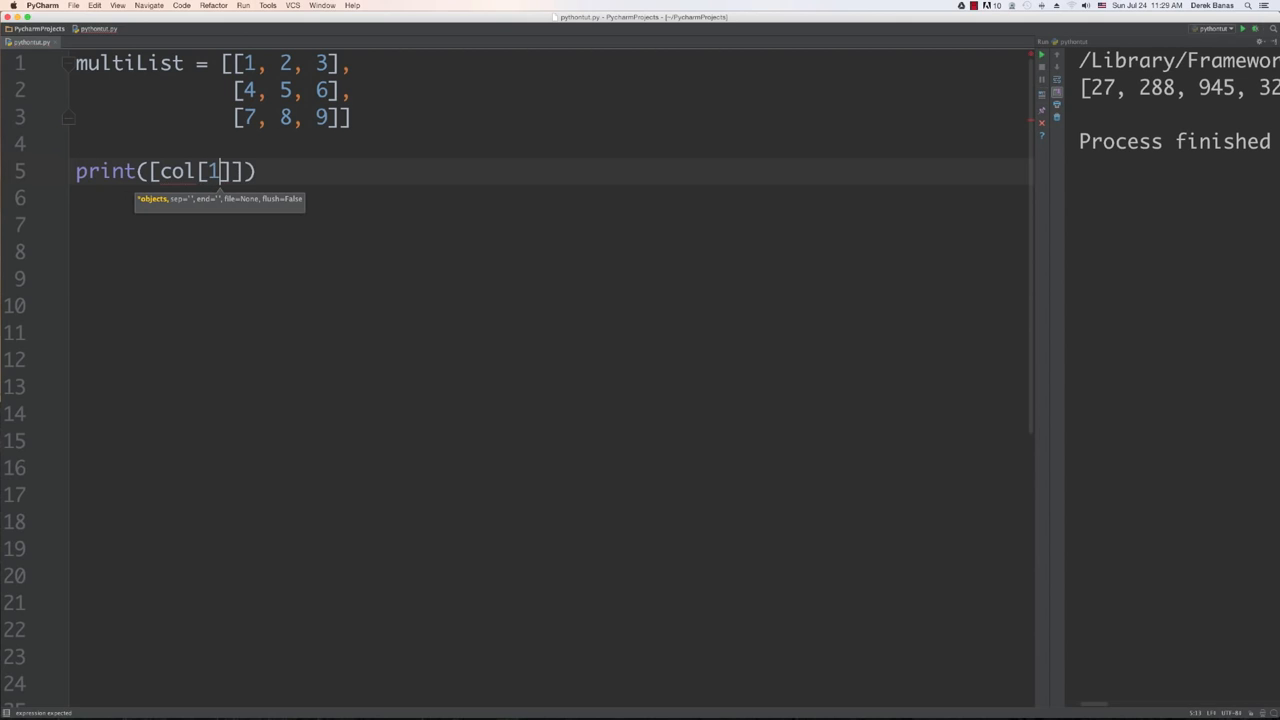 PyCharm File Edit View Navigate Code Refactor Run Tools VCS Window Help
10 Sun Jul 24 11:29 AM Derek Banas
pythontut.py - PycharmProjects - [~/PycharmProjects]
PycharmProjects pythontut.py pythontut
pythontut.py Run pythontut
1 multiList = [[1, 2, 3],
2 [4, 5, 6],
3 [7, 8, 9]]
4
5 print([col[1]])
*objects, sep=' ', end=' ', file=None, flush=False
6
7
8
9
10
11
12
13
14
15
16
17
18
19
20
21
22
23
24
/Library/Framewor
[27, 288, 945, 32
Process finished
expression expected 5:13 LF÷ UTF-8÷